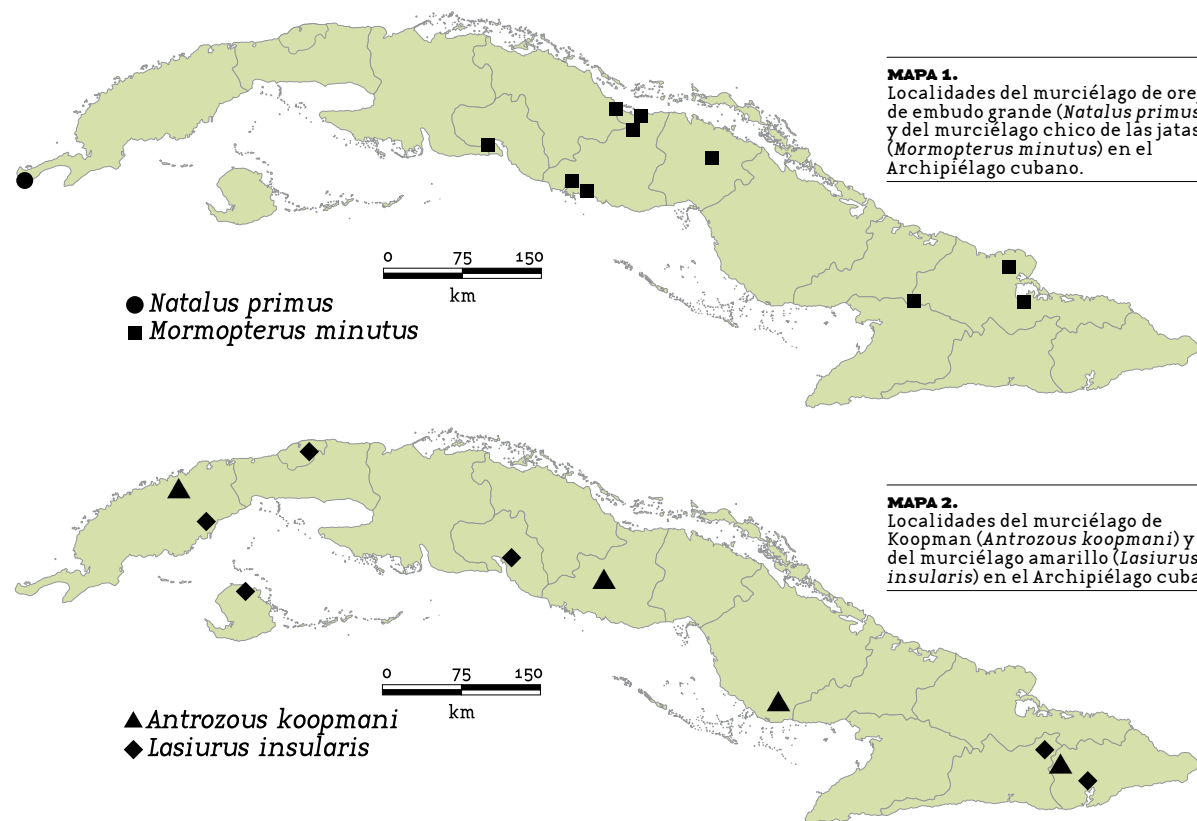 MAPA 1.
Localidades del murciélago de ore
de embudo grande (Natalus primus
y del murciélago chico de las jatas
(Mormopterus minutus) en el
Archipiélago cubano.
0 75 150
km
Natalus primus
Mormopterus minutus
MAPA 2.
Localidades del murciélago de
Koopman (Antrozous koopmani) y
del murciélago amarillo (Lasiurus
insularis) en el Archipiélago cuba
0 75 150
km
Antrozous koopmani
Lasiurus insularis